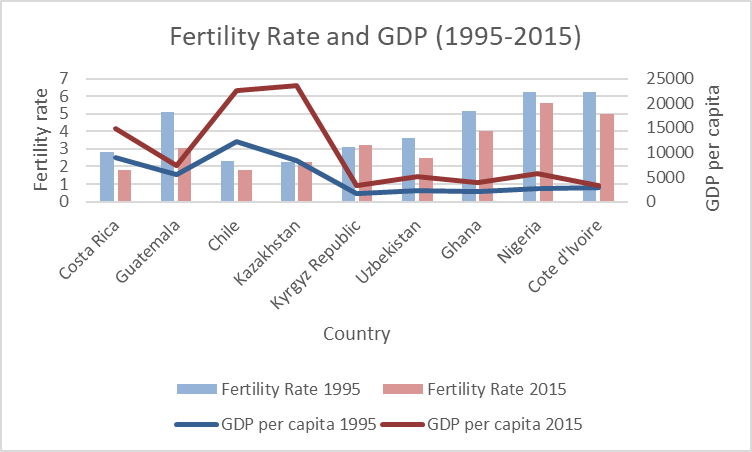 Fertility Rate and GDP (1995-2015)
Fertility rate
7
6
5
4
3
2
1
0
25000
20000
15000
10000
5000
0
GDP per capita
Costa Rica
Guatemala
Chile
Kazakhstan
Kyrgyz Republic
Uzbekistan
Ghana
Nigeria
Cote d'Ivoire
Country
Fertility Rate 1995
Fertility Rate 2015
GDP per capita 1995
GDP per capita 2015